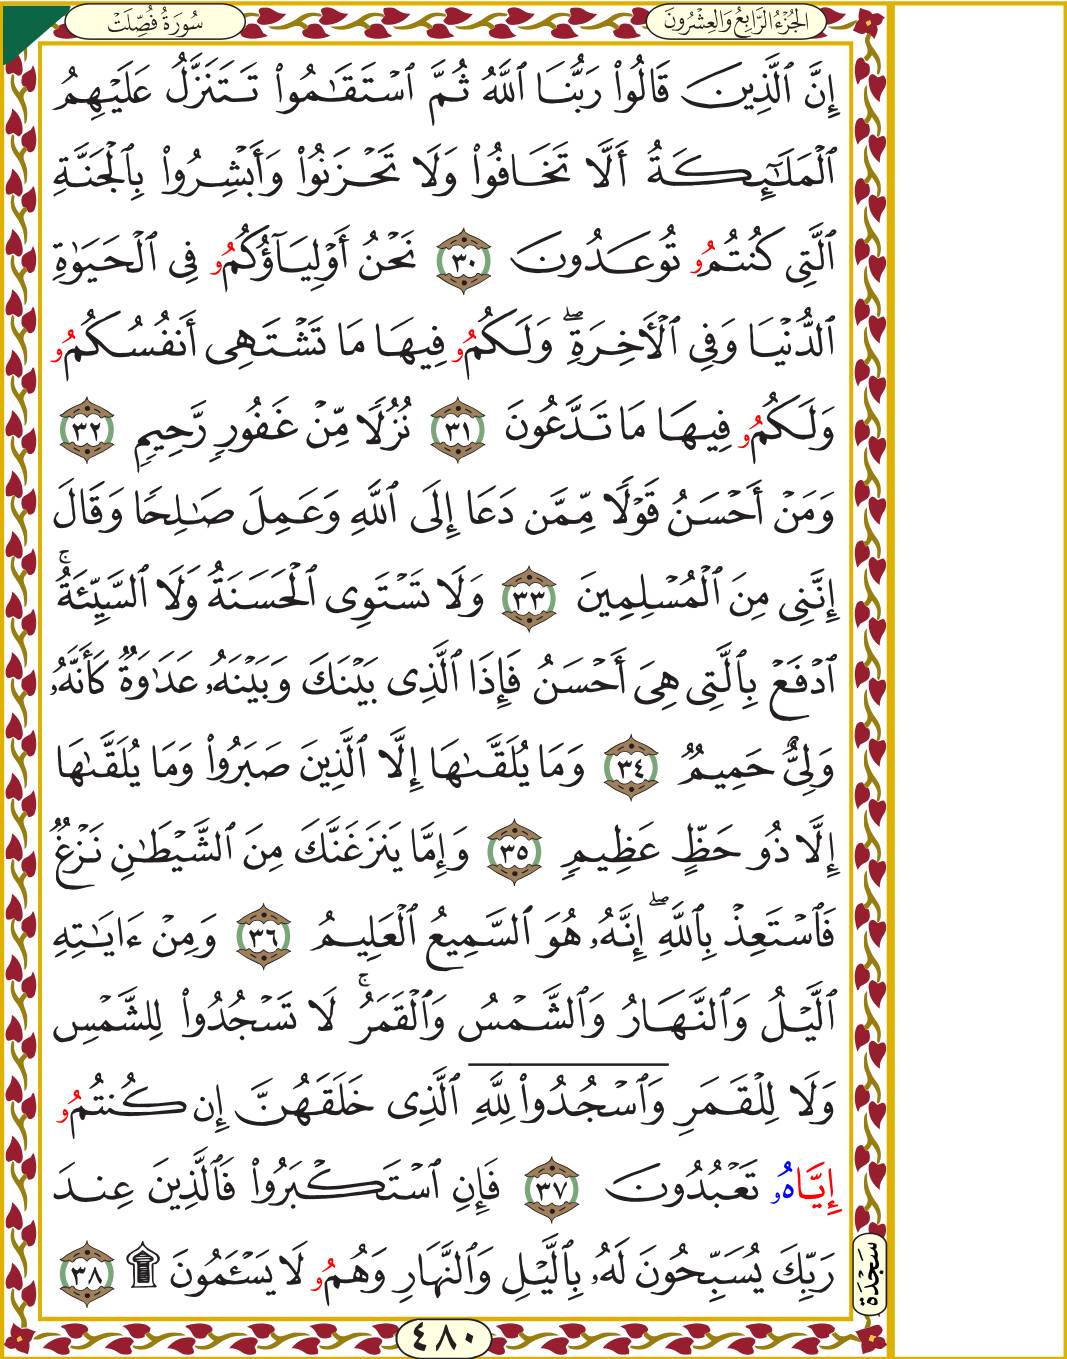 الجُزْءُ الرَّابِعُ وَالعِشْرُونَ
سُورَةُ فُصِّلَتْ
إِنَّ ٱلَّذِينَ قَالُوا۟ رَبُّنَا ٱللَّهُ ثُمَّ ٱسْتَقَـٰمُوا۟ تَتَنَزَّلُ عَلَيْهِمُ
ٱلْمَلَـٰٓئِكَةُ أَلَّا تَخَافُوا۟ وَلَا تَحْزَنُوا۟ وَأَبْشِرُوا۟ بِٱلْجَنَّةِ
ٱلَّتِى كُنتُمُۥ تُوعَدُونَ ٣٠ نَحْنُ أَوْلِيَآؤُكُمُۥ فِى ٱلْحَيَوٰةِ
ٱلدُّنْيَا وَفِى ٱلْأَخِرَةِۖ وَلَكُمُۥ فِيهَا مَا تَشْتَهِى أَنفُسُكُمُۥ
وَلَكُمُۥ فِيهَا مَا تَدَّعُونَ ٣١ نُزُلًا مِّنْ غَفُورٍ رَّحِيمٍ ٣٢
وَمَنْ أَحْسَنُ قَوْلًا مِّمَّن دَعَا إِلَى ٱللَّهِ وَعَمِلَ صَـٰلِحًا وَقَالَ
إِنَّنِى مِنَ ٱلْمُسْلِمِينَ ٣٣ وَلَا تَسْتَوِى ٱلْحَسَنَةُ وَلَا ٱلسَّيِّئَةُۚ
ٱدْفَعْ بِٱلَّتِى هِىَ أَحْسَنُ فَإِذَا ٱلَّذِى بَيْنَكَ وَبَيْنَهُۥ عَدَٰوَةٌ كَأَنَّهُۥ
وَلِىٌّ حَمِيمٌ ٣٤ وَمَا يُلَقَّىٰهَا إِلَّا ٱلَّذِينَ صَبَرُوا۟ وَمَا يُلَقَّىٰهَا
إِلَّا ذُو حَظٍّ عَظِيمٍ ٣٥ وَإِمَّا يَنزَغَنَّكَ مِنَ ٱلشَّيْطَـٰنِ نَزْغٌ
فَٱسْتَعِذْ بِٱللَّهِۖ إِنَّهُۥ هُوَ ٱلسَّمِيعُ ٱلْعَلِيمُ ٣٦ وَمِنْ ءَايَـٰتِهِ
ٱلَّيْلُ وَٱلنَّهَارُ وَٱلشَّمْسُ وَٱلْقَمَرُۚ لَا تَسْجُدُوا۟ لِلشَّمْسِ
وَلَا لِلْقَمَرِ وَٱسْجُدُوا۟ لِلَّهِ ٱلَّذِى خَلَقَهُنَّ إِن كُنتُمُۥ
إِيَّاهُۥ تَعْبُدُونَ ٣٧ فَإِنِ ٱسْتَكْبَرُوا۟ فَٱلَّذِينَ عِندَ
رَبِّكَ يُسَبِّحُونَ لَهُۥ بِٱلَّيْلِ وَٱلنَّهَارِ وَهُمُۥ لَا يَسْـَٔمُونَ ۩ ٣٨
سَجْدَة
٤٨٠